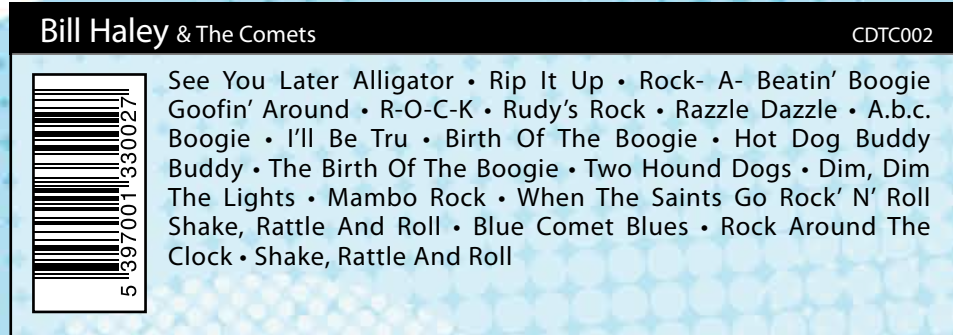 Bill Haley & The Comets CDTC002
See You Later Alligator • Rip It Up • Rock- A- Beatin’ Boogie
Goofin’ Around • R-O-C-K • Rudy’s Rock • Razzle Dazzle • A.b.c.
Boogie • I’ll Be Tru • Birth Of The Boogie • Hot Dog Buddy
Buddy • The Birth Of The Boogie • Two Hound Dogs • Dim, Dim
The Lights • Mambo Rock • When The Saints Go Rock’ N’ Roll
Shake, Rattle And Roll • Blue Comet Blues • Rock Around The
Clock • Shake, Rattle And Roll
5 397001 330027